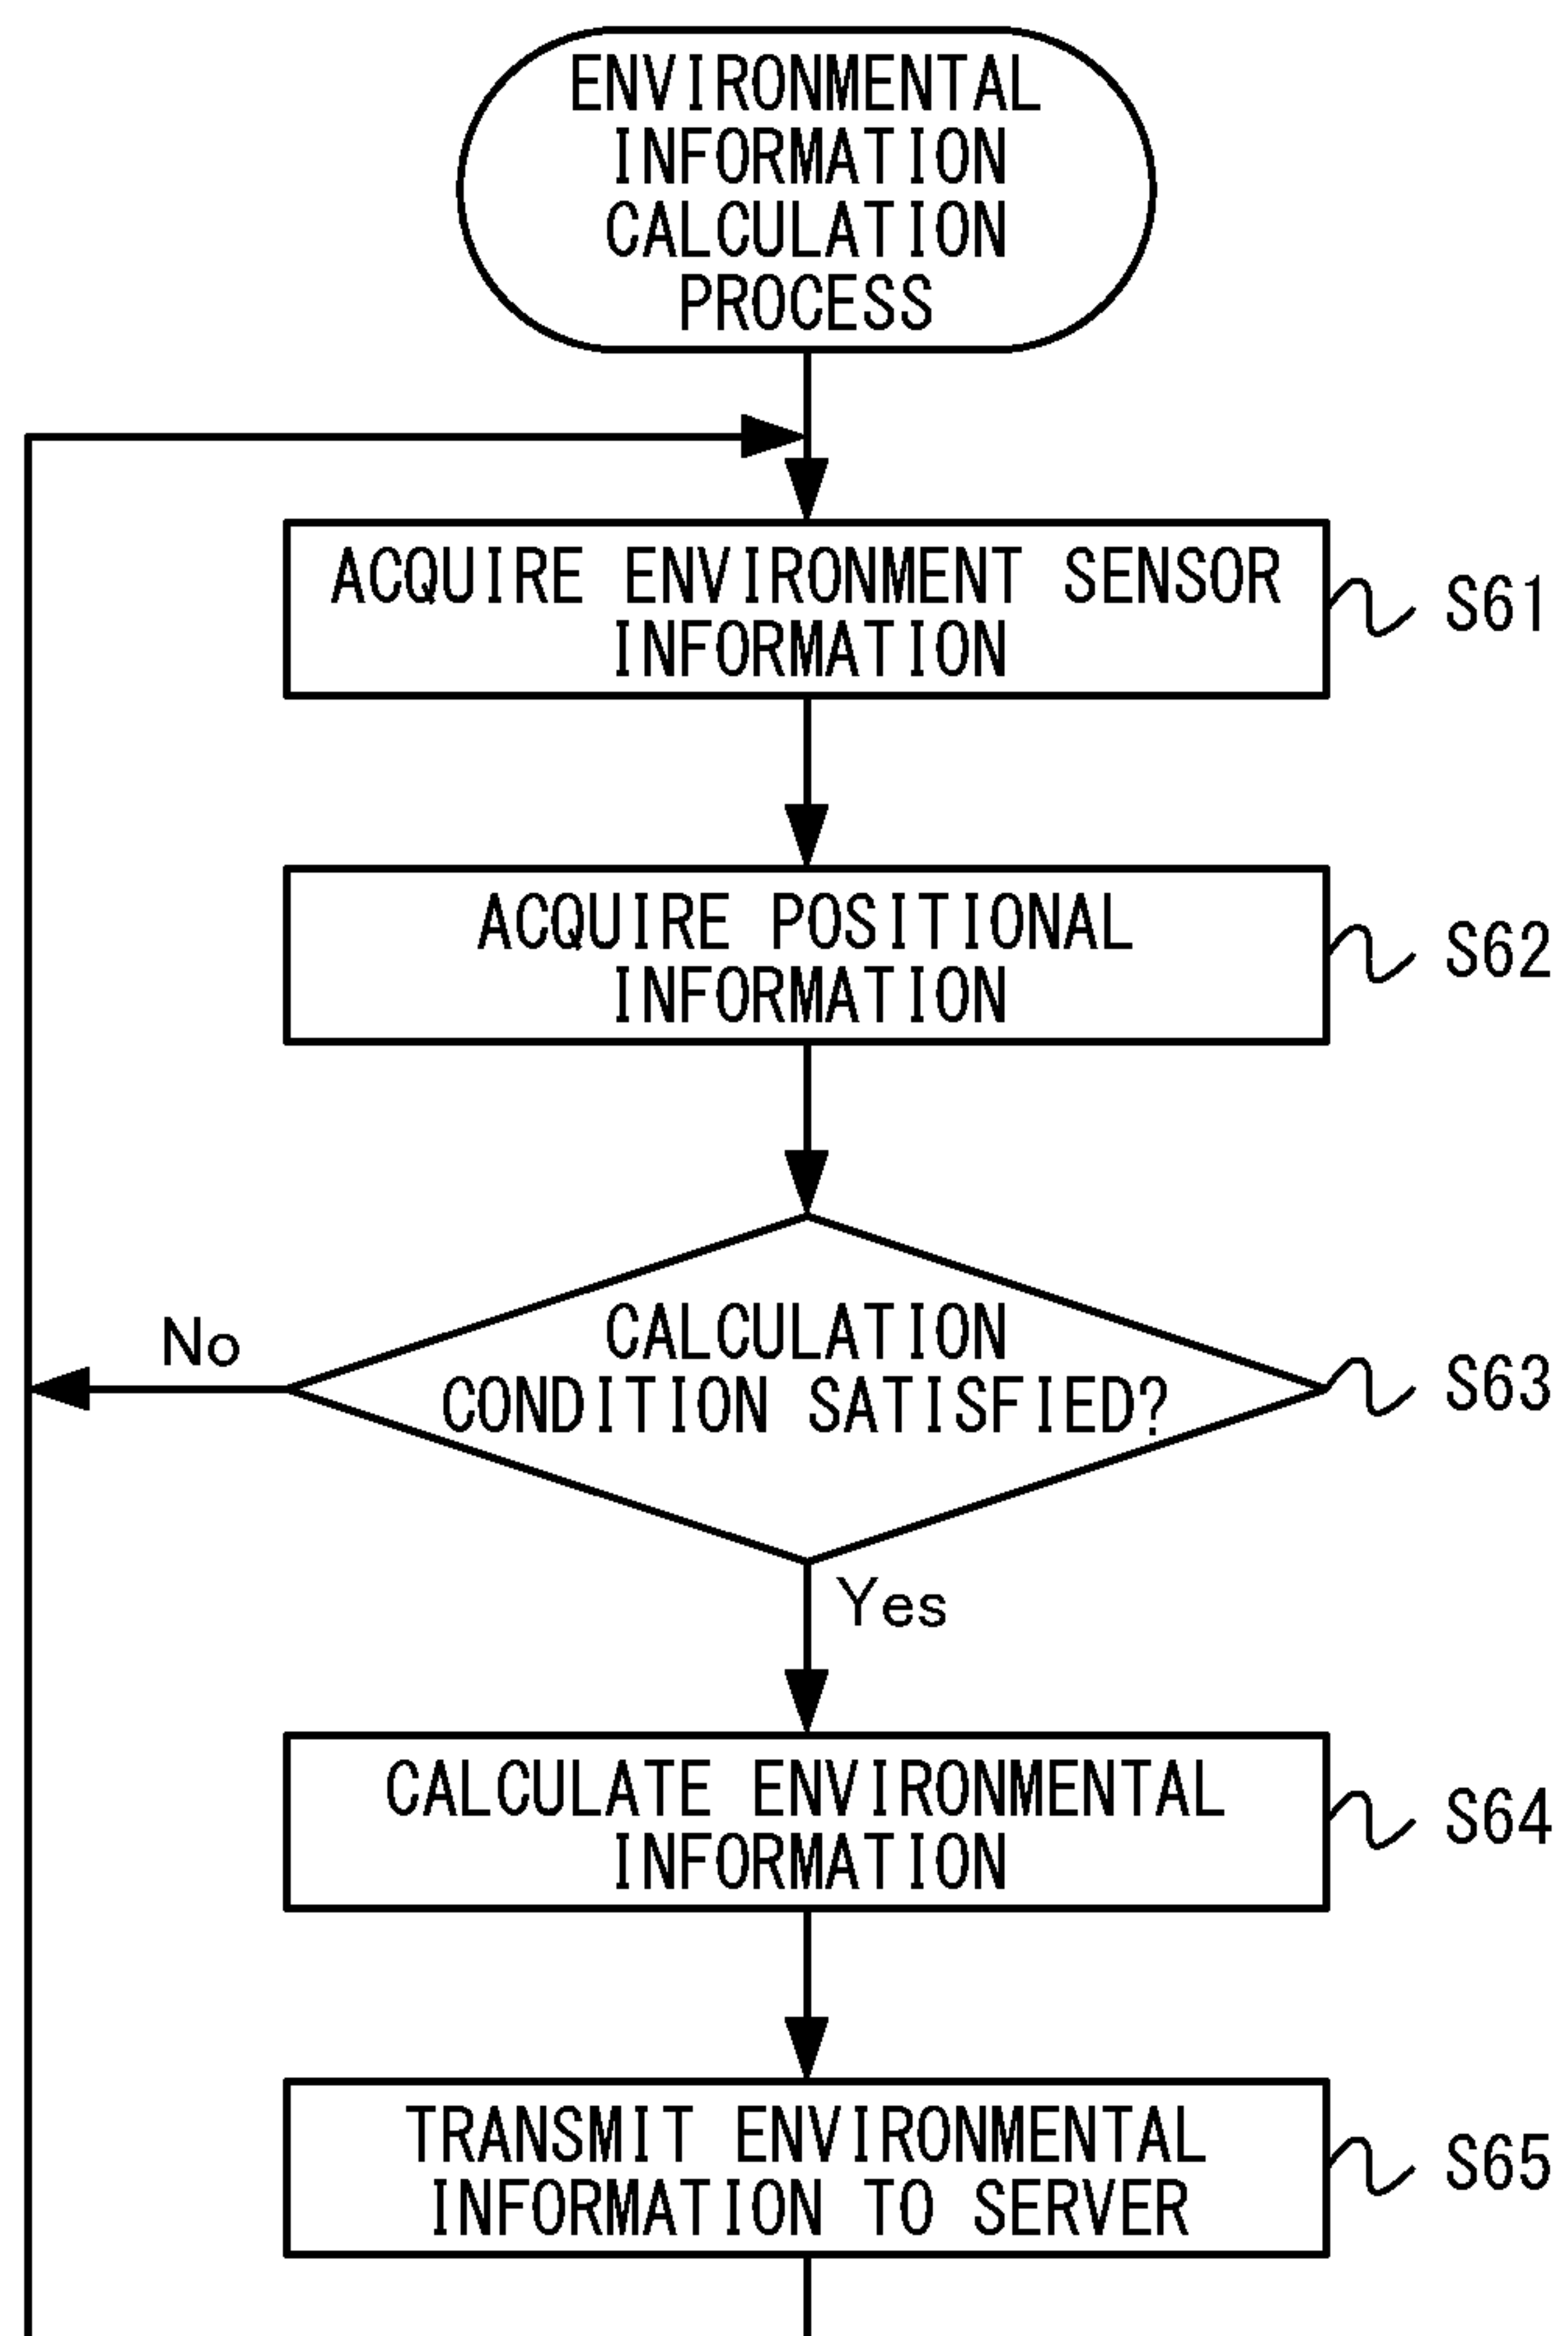 ENVIRONMENTAL
INFORMATION
CALCULATION
PROCESS
ACQUIRE ENVIRONMENT SENSOR
INFORMATION
S61
ACQUIRE POSITIONAL
INFORMATION
S62
CALCULATION
CONDITION SATISFIED?
S63
No
Yes
CALCULATE ENVIRONMENTAL
INFORMATION
S64
TRANSMIT ENVIRONMENTAL
INFORMATION TO SERVER
S65